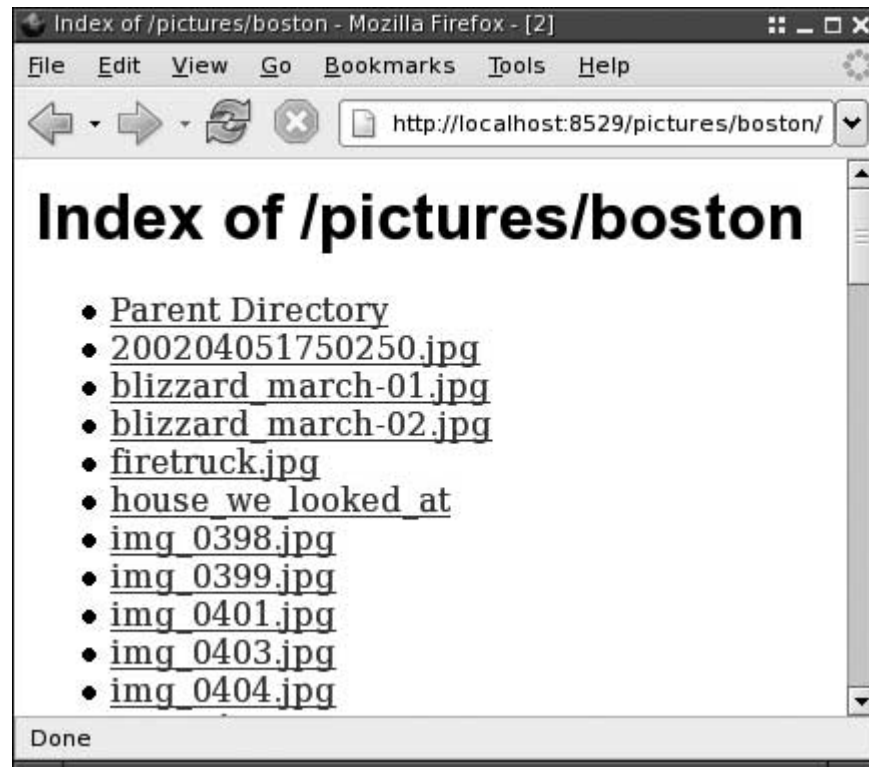 Index of /pictures/boston - Mozilla Firefox - [2]
File Edit View Go Bookmarks Tools Help
http://localhost:8529/pictures/boston/
Index of /pictures/boston
Parent Directory
200204051750250.jpg
blizzard_march-01.jpg
blizzard_march-02.jpg
firetruck.jpg
house_we_looked_at
img_0398.jpg
img_0399.jpg
img_0401.jpg
img_0403.jpg
img_0404.jpg
Done